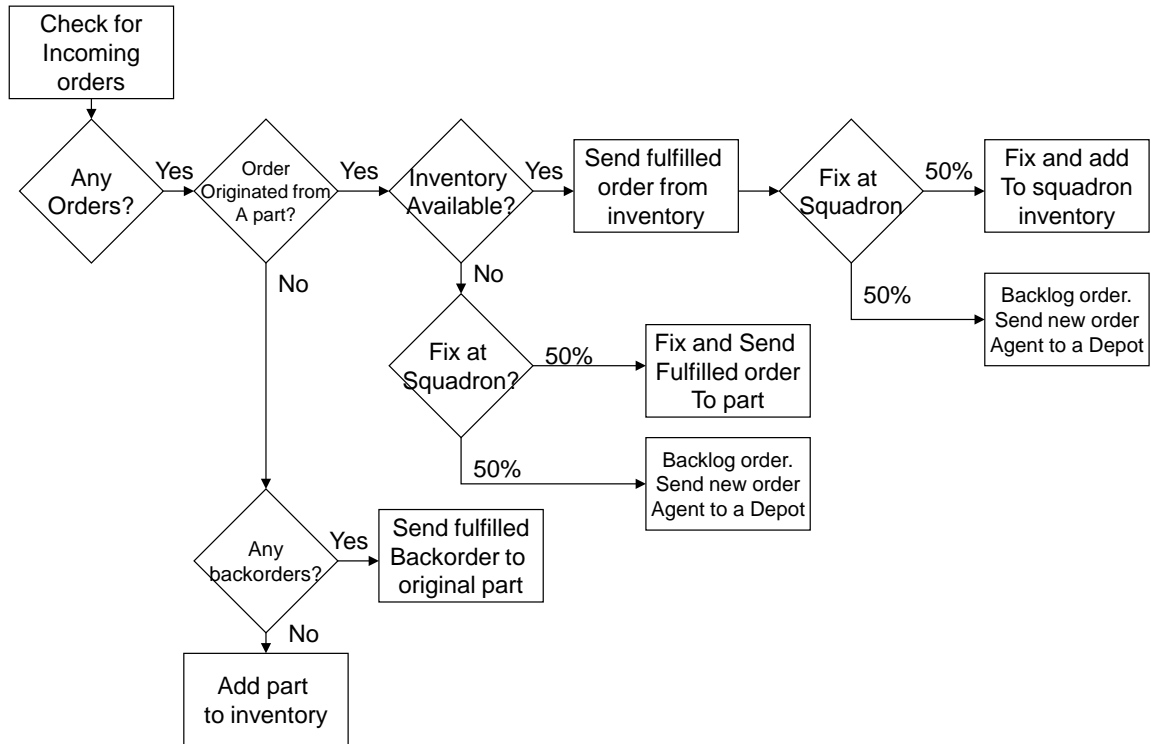 Check for
Incoming
orders
Any
Orders?
Yes
Order
Originated from
A part?
Yes
Inventory
Available?
Yes
Send fulfilled
order from
inventory
Fix at
Squadron
50%
Fix and add
To squadron
inventory
50%
Backlog order.
Send new order
Agent to a Depot
No
Fix at
Squadron?
50%
Fix and Send
Fulfilled order
To part
50%
Backlog order.
Send new order
Agent to a Depot
No
Any
backorders?
Yes
Send fulfilled
Backorder to
original part
No
Add part
to inventory